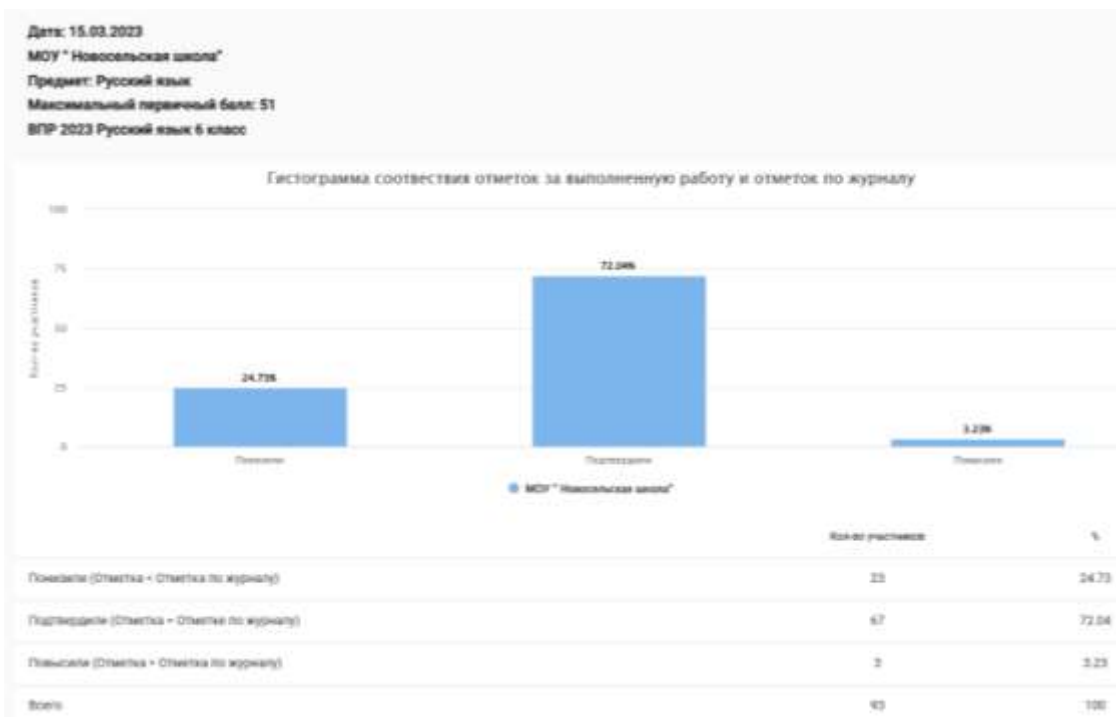 Дата: 15.03.2023
МОУ " Новосельская школа"
Предмет: Русский язык
Максимальный первичный балл: 51
ВПР 2023 Русский язык 6 класс
Гистограмма соотвествия отметок за выполненную работу и отметок по журналу
100
75
50
25
0
Кол-во участников
24.73%
72.04%
3.23%
Понизили
Подтвердили
Повысили
МОУ " Новосельская школа"
Кол-во участников %
Понизили (Отметка < Отметка по журналу) 23 24.73
Подтвердили (Отметка = Отметке по журналу) 67 72.04
Повысили (Отметка > Отметка по журналу) 3 3.23
Всего 93 100